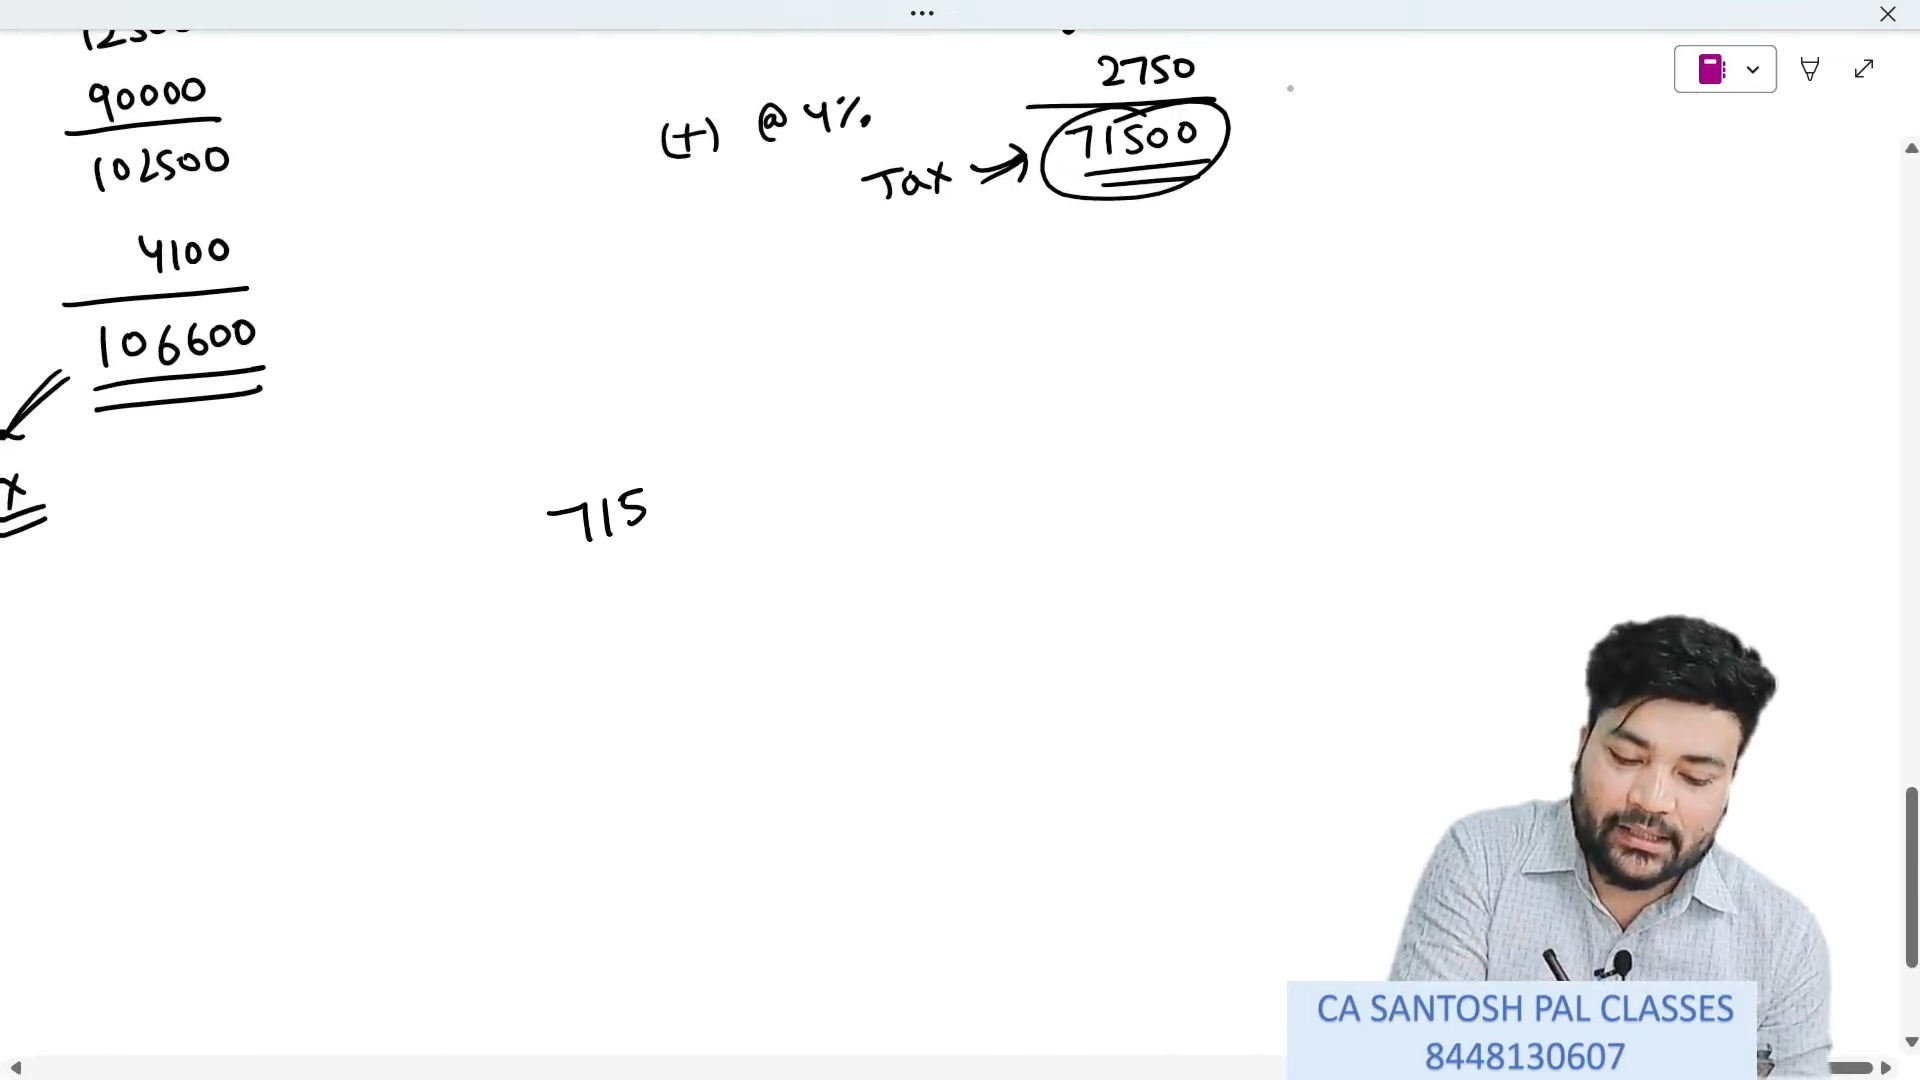 90000
102500
4100
106600
x
2750
(+) @ 4%
71500
Tax →
715
CA SANTOSH PAL CLASSES
8448130607